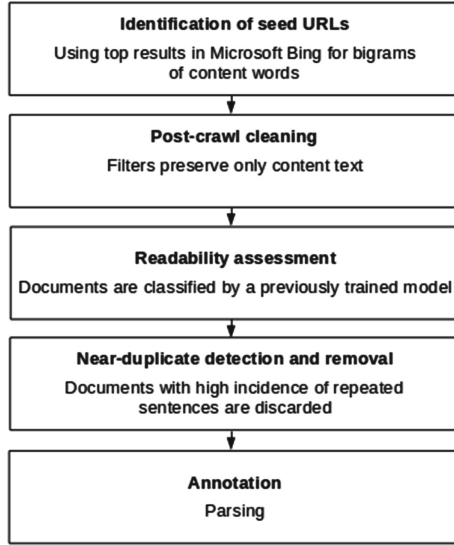 Identification of seed URLs
Using top results in Microsoft Bing for bigrams
of content words
Post-crawl cleaning
Filters preserve only content text
Readability assessment
Documents are classified by a previously trained model
Near-duplicate detection and removal
Documents with high incidence of repeated
sentences are discarded
Annotation
Parsing